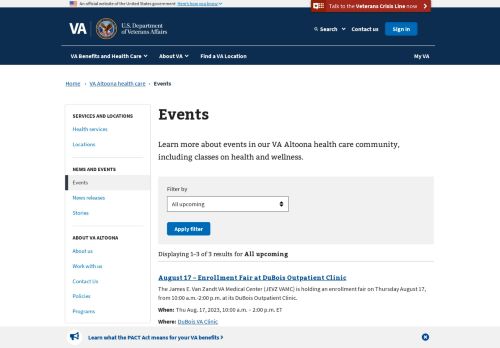 An official website of the United States government Here's how you know
Talk to the Veterans Crisis Line now
VA U.S. Department
of Veterans Affairs
Search Contact us Sign in
VA Benefits and Health Care About VA Find a VA Location My VA
Home › VA Altoona health care › Events
SERVICES AND LOCATIONS
Health services
Locations
NEWS AND EVENTS
Events
News releases
Stories
ABOUT VA ALTOONA
About us
Work with us
Contact Us
Policies
Programs
Events
Learn more about events in our VA Altoona health care community,
including classes on health and wellness.
Filter by
All upcoming
Apply filter
Displaying 1–3 of 3 results for All upcoming
August 17 – Enrollment Fair at DuBois Outpatient Clinic
The James E. Van Zandt VA Medical Center (JEVZ VAMC) is holding an enrollment fair on Thursday August 17,
from 10:00 a.m.-2:00 p.m. at its DuBois Outpatient Clinic.
When: Thu Aug. 17, 2023, 10:00 a.m. – 2:00 p.m. ET
Where: DuBois VA Clinic
Learn what the PACT Act means for your VA benefits